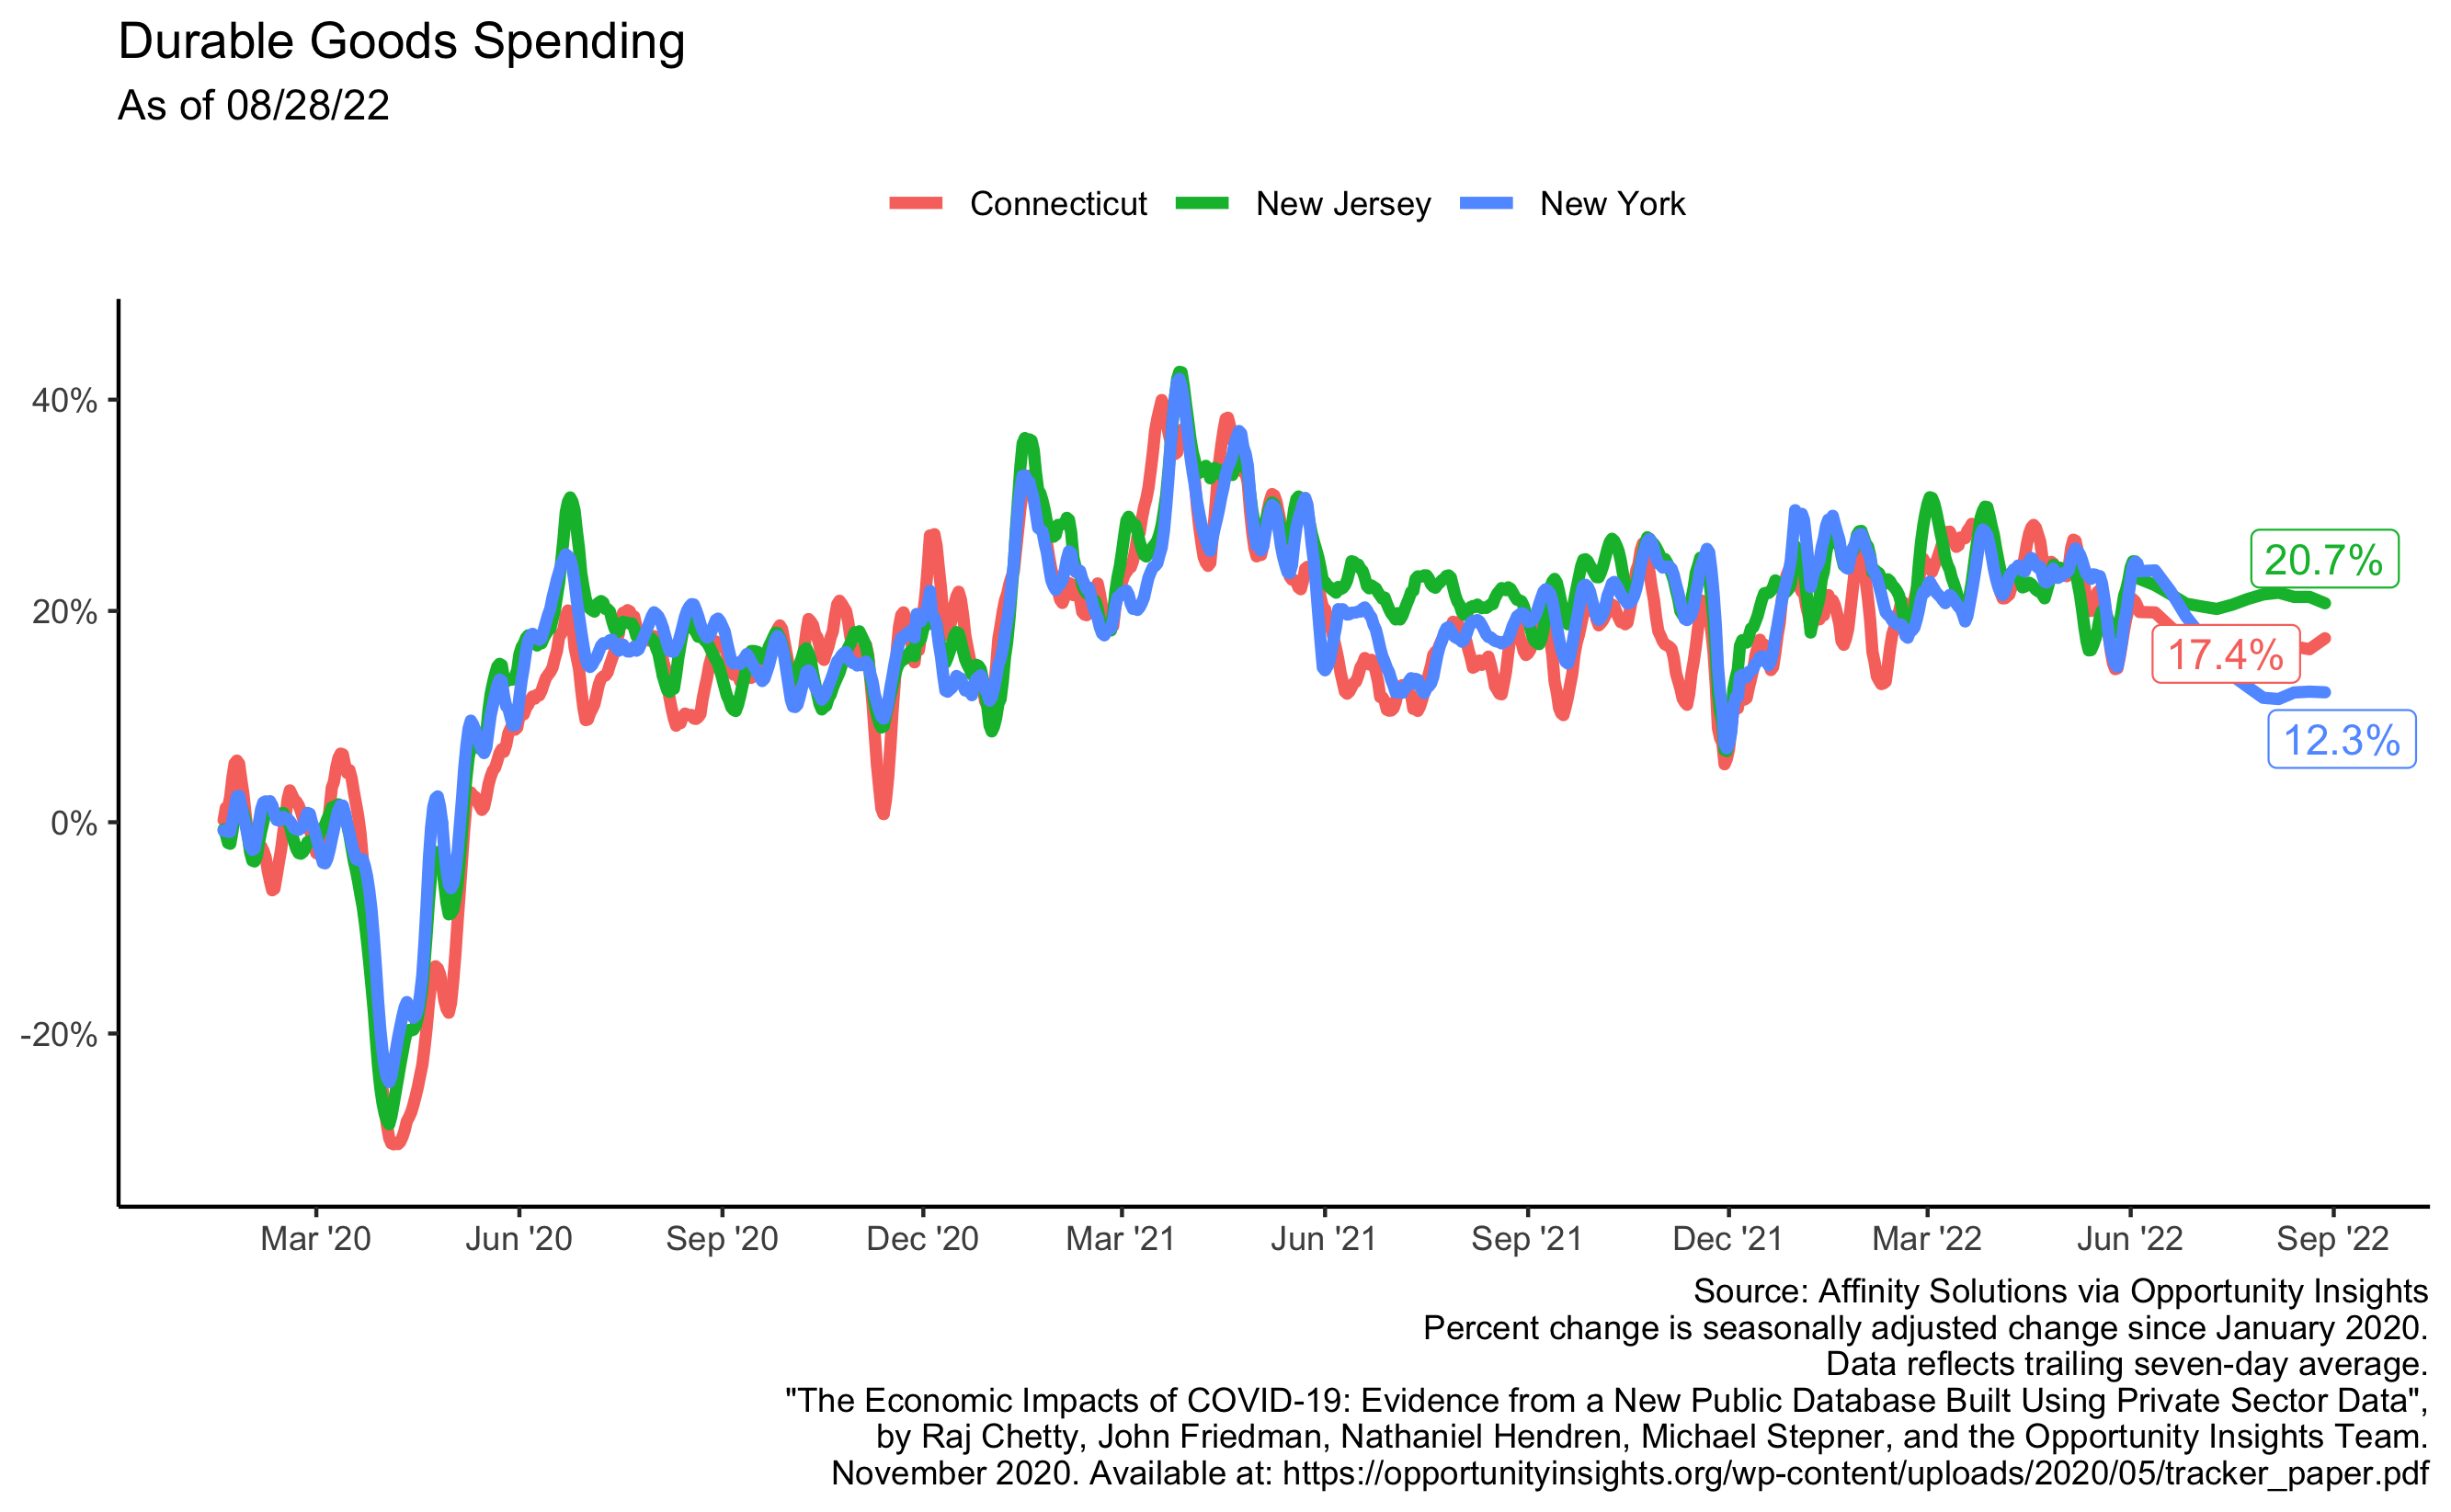 Durable Goods Spending
As of 08/28/22
Connecticut New Jersey New York
40%
20%
0%
-20%
20.7%
17.4%
12.3%
Mar '20 Jun '20 Sep '20 Dec '20 Mar '21 Jun '21 Sep '21 Dec '21 Mar '22 Jun '22 Sep '22
Source: Affinity Solutions via Opportunity Insights
Percent change is seasonally adjusted change since January 2020.
Data reflects trailing seven-day average.
"The Economic Impacts of COVID-19: Evidence from a New Public Database Built Using Private Sector Data",
by Raj Chetty, John Friedman, Nathaniel Hendren, Michael Stepner, and the Opportunity Insights Team.
November 2020. Available at: https://opportunityinsights.org/wp-content/uploads/2020/05/tracker_paper.pdf